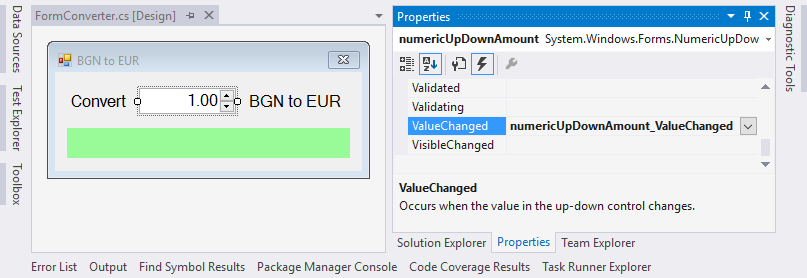 Data Sources
Test Explorer
Toolbox
FormConverter.cs [Design]
BGN to EUR
Convert 1.00 BGN to EUR
Properties
numericUpDownAmount System.Windows.Forms.NumericUpDow
Validated
Validating
ValueChanged numericUpDownAmount_ValueChanged
VisibleChanged
ValueChanged
Occurs when the value in the up-down control changes.
Solution Explorer Properties Team Explorer
Diagnostic Tools
Error List Output Find Symbol Results Package Manager Console Code Coverage Results Task Runner Explorer